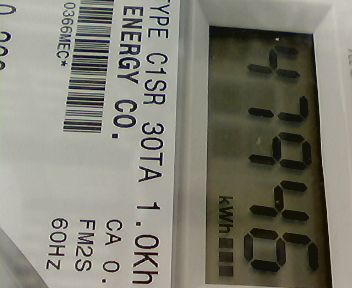 47946
kWh
TYPE C1SR 30TA 1.0Kh
ENERGY CO. CA 0.
FM2S
0366MEC* 60HZ